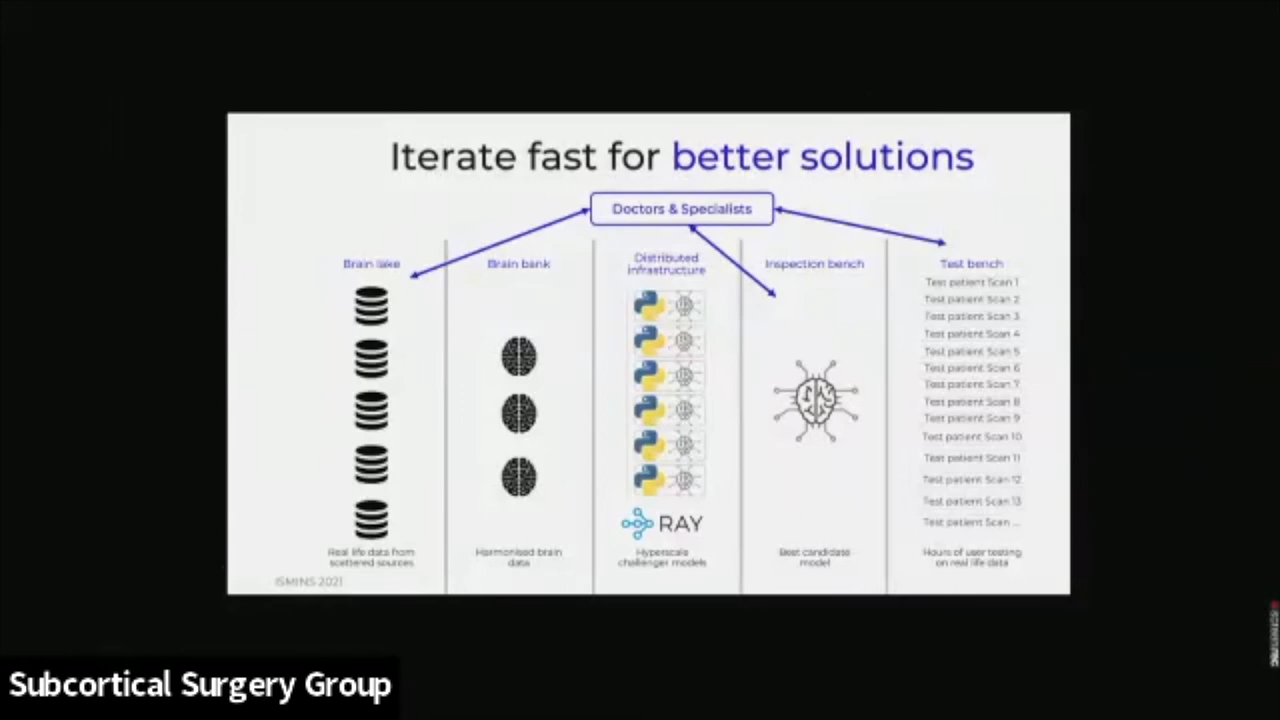 Iterate fast for better solutions
Doctors & Specialists
Brain lake
Real life data from
scattered sources
Brain bank
Harmonised brain
data
Distributed
infrastructure
RAY
Hyperscale
challenger models
Inspection bench
Best candidate
model
Test bench
Test patient Scan 1
Test patient Scan 2
Test patient Scan 3
Test patient Scan 4
Test patient Scan 5
Test patient Scan 6
Test patient Scan 7
Test patient Scan 8
Test patient Scan 9
Test patient Scan 10
Test patient Scan 11
Test patient Scan 12
Test patient Scan 13
Test patient Scan ...
Hours of user testing
on real life data
ISMINS 2021
Subcortical Surgery Group